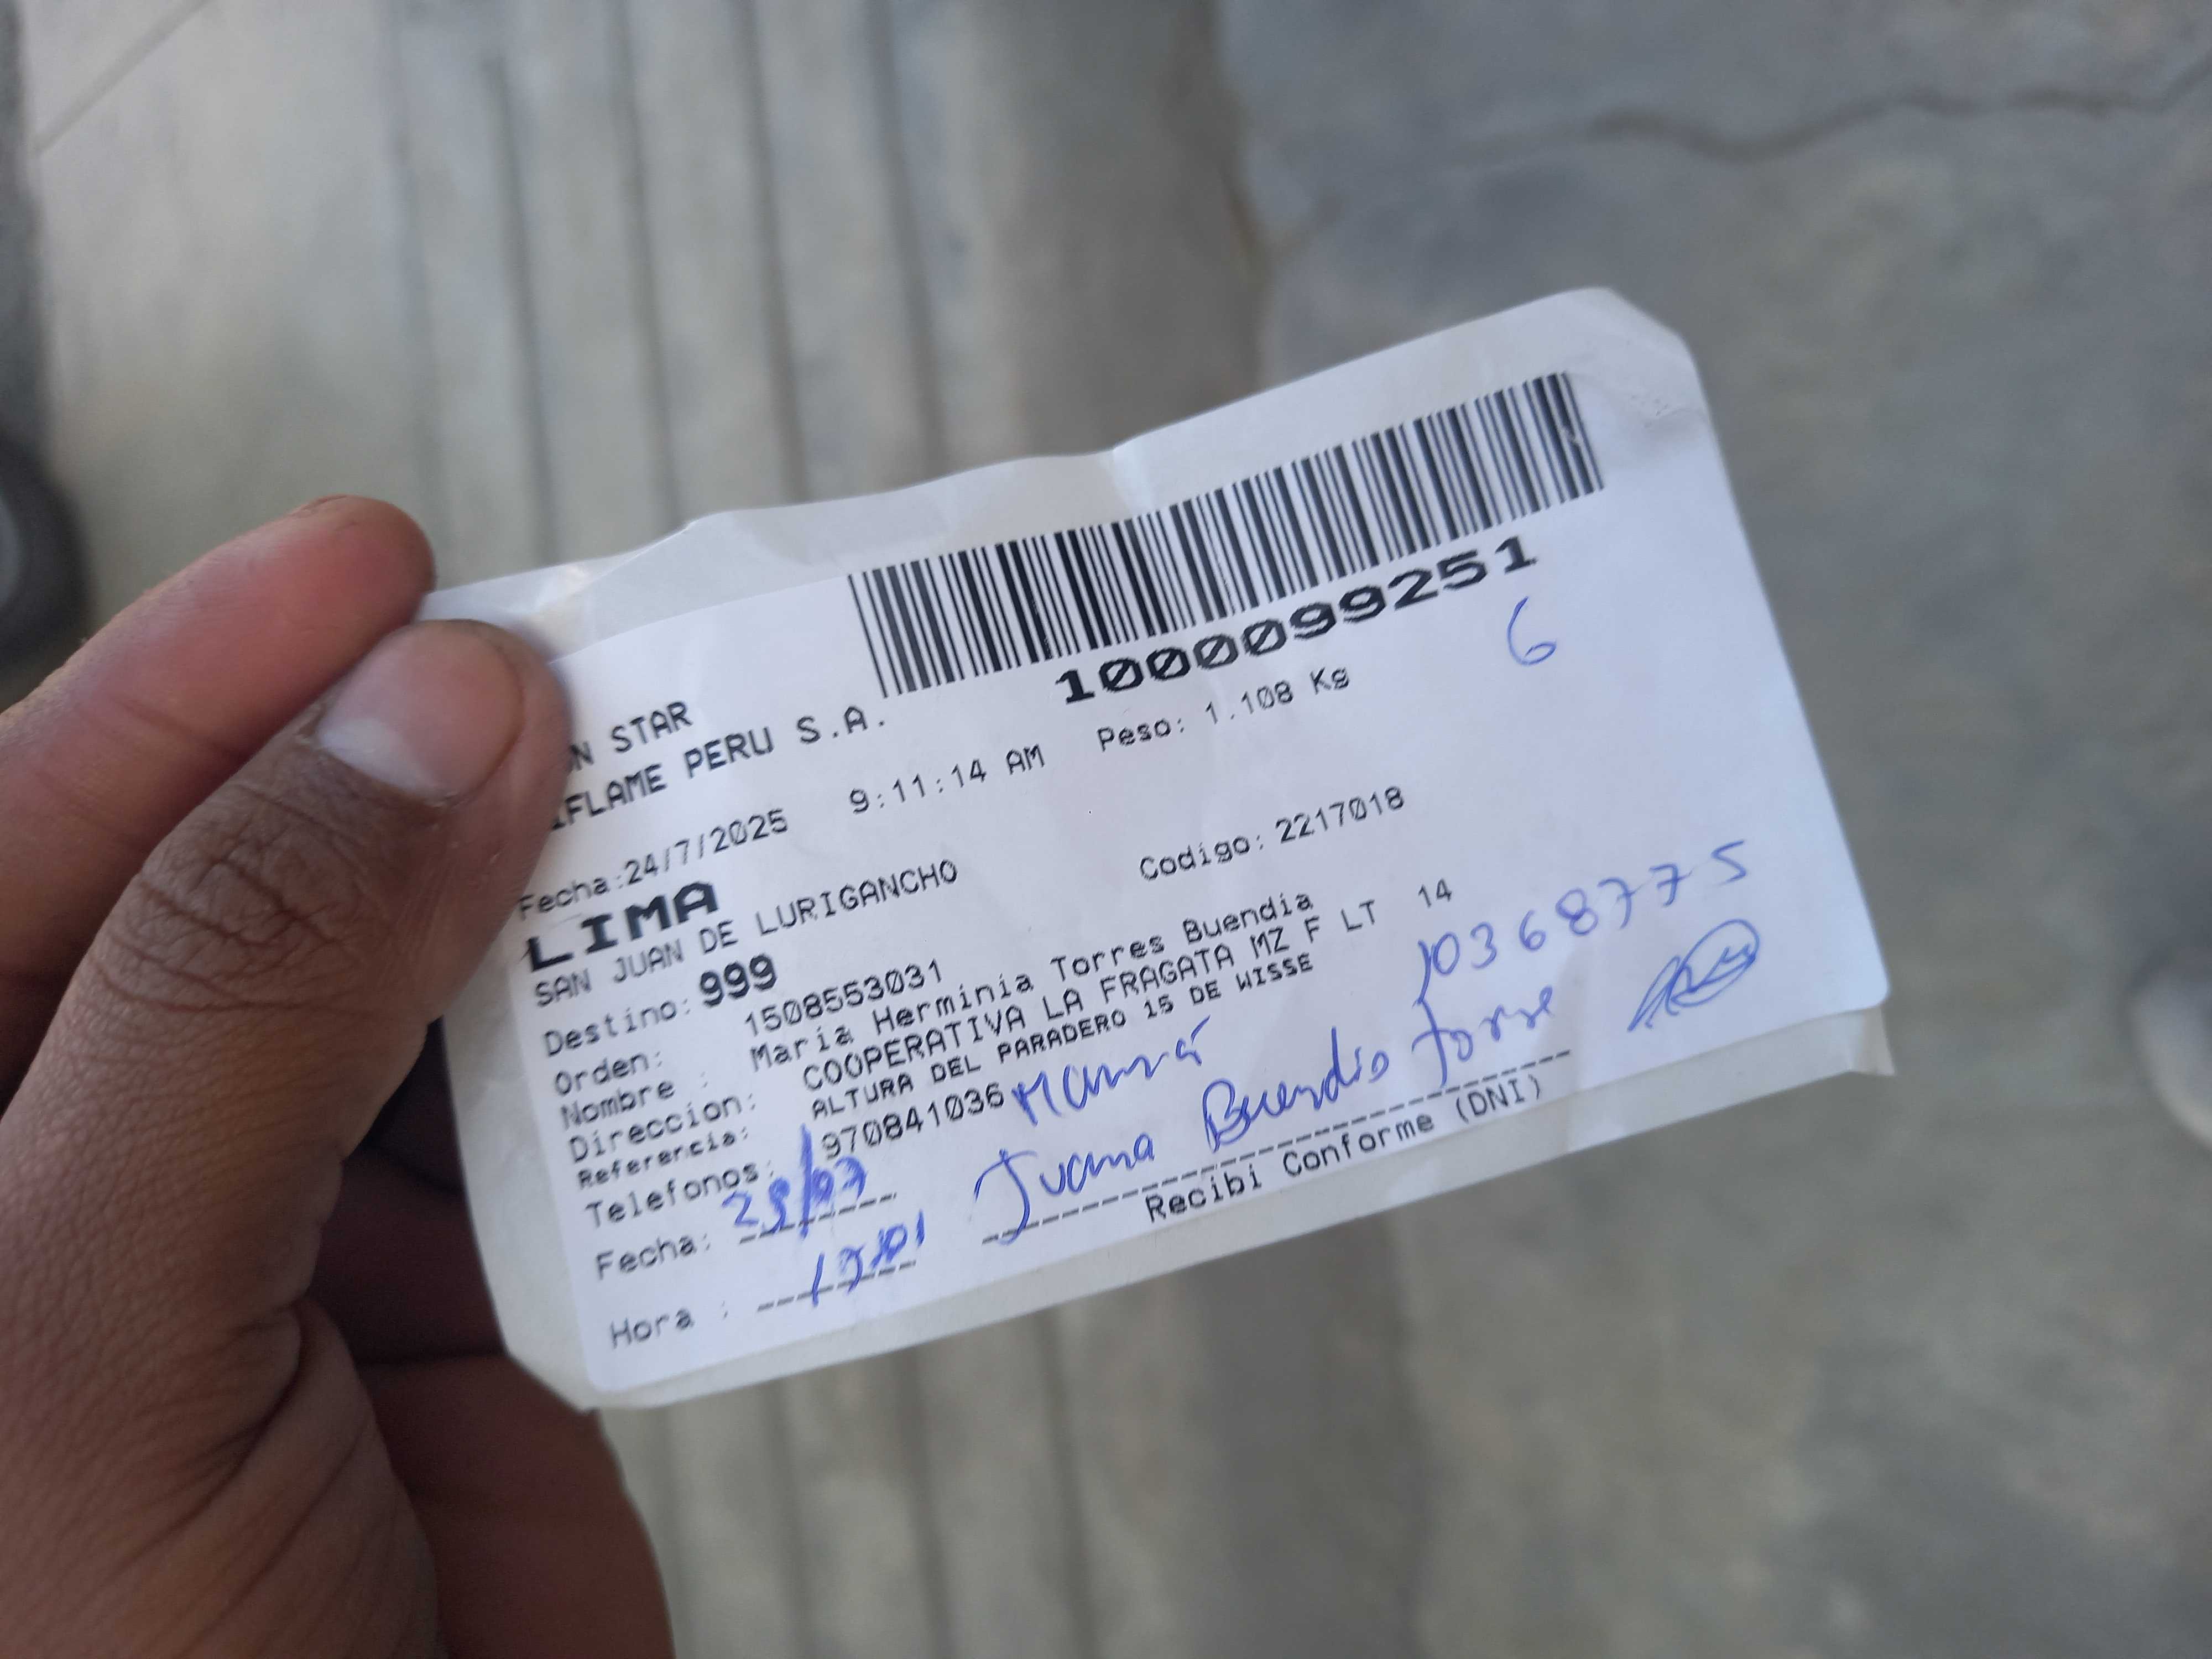 1000099251
6
N STAR
IFLAME PERU S.A.
Fecha:24/7/2025 9:11:14 AM Peso: 1.108 Kg
LIMA
SAN JUAN DE LURIGANCHO Codigo: 2217018
Destino: 999
Orden: 1508553031
Nombre : Maria Herminia Torres Buendia
Direccion: COOPERATIVA LA FRAGATA MZ F LT 14
Referencia: ALTURA DEL PARADERO 15 DE WISSE
Telefonos: 970841036 Mamá
10368775
Fecha: Juana Buendio Torre
Recibi Conforme (DNI)
Hora :